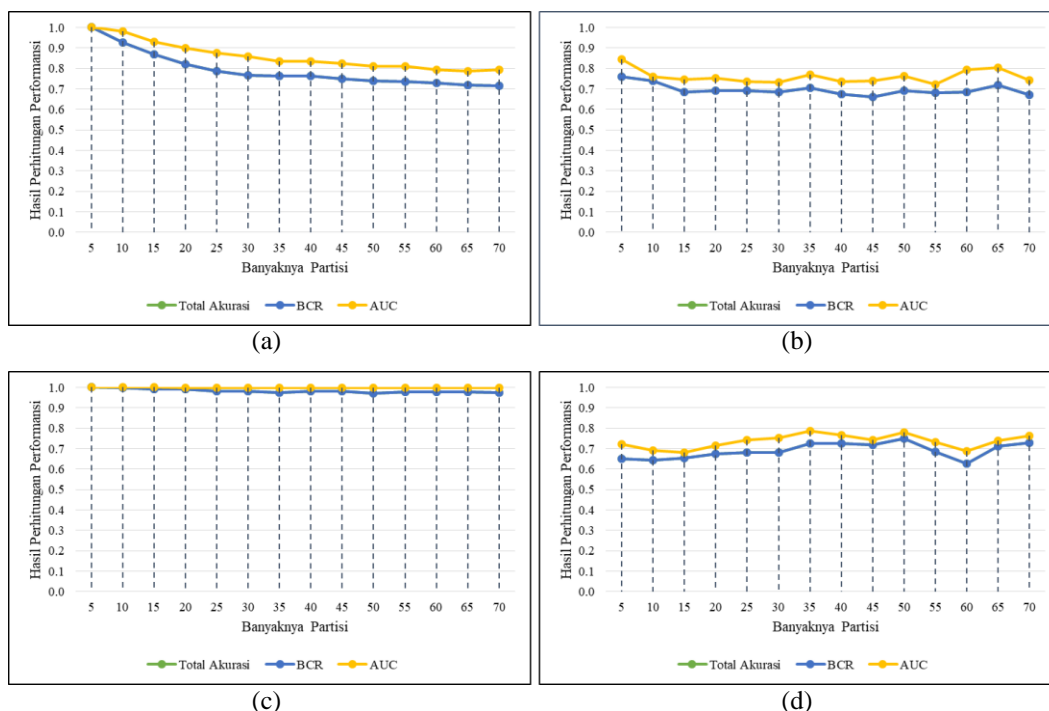 Hasil Perhitungan Performansi
1.0
0.9
0.8
0.7
0.6
0.5
0.4
0.3
0.2
0.1
0.0
5 10 15 20 25 30 35 40 45 50 55 60 65 70
Banyaknya Partisi
Total Akurasi BCR AUC
(a)
Hasil Perhitungan Performansi
1.0
0.9
0.8
0.7
0.6
0.5
0.4
0.3
0.2
0.1
0.0
5 10 15 20 25 30 35 40 45 50 55 60 65 70
Banyaknya Partisi
Total Akurasi BCR AUC
(b)
Hasil Perhitungan Performansi
1.0
0.9
0.8
0.7
0.6
0.5
0.4
0.3
0.2
0.1
0.0
5 10 15 20 25 30 35 40 45 50 55 60 65 70
Banyaknya Partisi
Total Akurasi BCR AUC
(c)
Hasil Perhitungan Performansi
1.0
0.9
0.8
0.7
0.6
0.5
0.4
0.3
0.2
0.1
0.0
5 10 15 20 25 30 35 40 45 50 55 60 65 70
Banyaknya Partisi
Total Akurasi BCR AUC
(d)